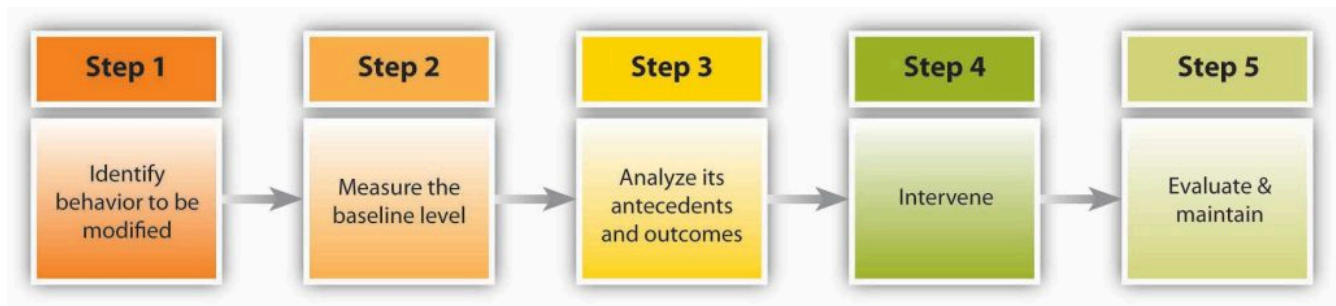 Step 1
Identify
behavior to be
modified
Step 2
Measure the
baseline level
Step 3
Analyze its
antecedents
and outcomes
Step 4
Intervene
Step 5
Evaluate &
maintain